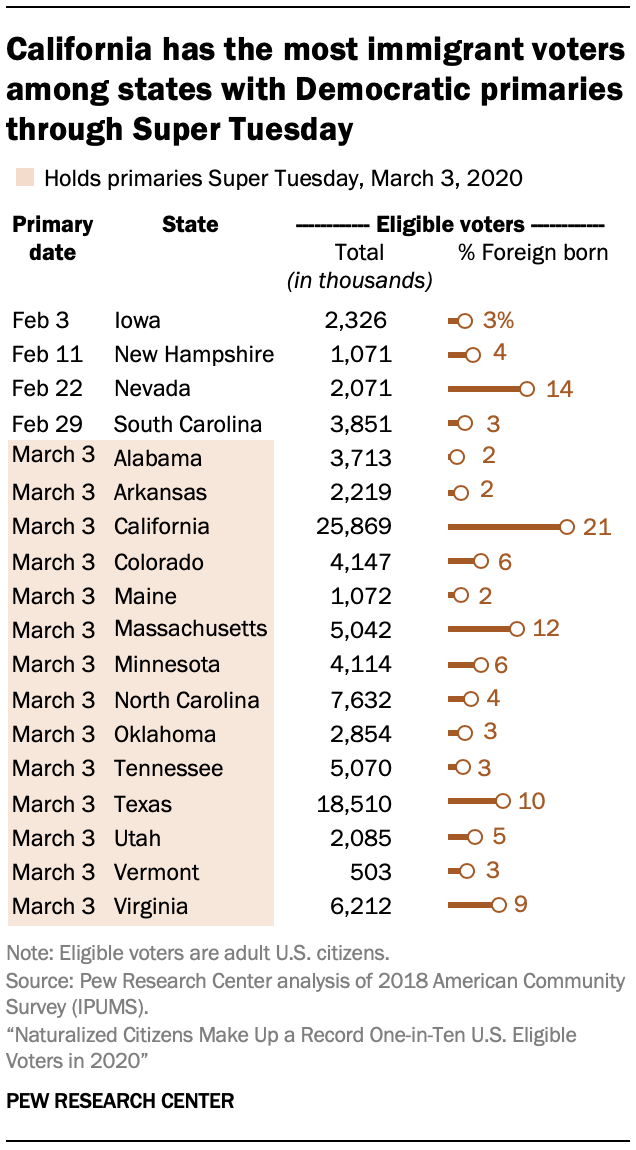 California has the most immigrant voters
among states with Democratic primaries
through Super Tuesday
Holds primaries Super Tuesday, March 3, 2020
Primary date State Eligible voters
Total (in thousands) % Foreign born
Feb 3 Iowa 2,326 3%
Feb 11 New Hampshire 1,071 4
Feb 22 Nevada 2,071 14
Feb 29 South Carolina 3,851 3
March 3 Alabama 3,713 2
March 3 Arkansas 2,219 2
March 3 California 25,869 21
March 3 Colorado 4,147 6
March 3 Maine 1,072 2
March 3 Massachusetts 5,042 12
March 3 Minnesota 4,114 6
March 3 North Carolina 7,632 4
March 3 Oklahoma 2,854 3
March 3 Tennessee 5,070 3
March 3 Texas 18,510 10
March 3 Utah 2,085 5
March 3 Vermont 503 3
March 3 Virginia 6,212 9
Note: Eligible voters are adult U.S. citizens.
Source: Pew Research Center analysis of 2018 American Community
Survey (IPUMS).
“Naturalized Citizens Make Up a Record One-in-Ten U.S. Eligible
Voters in 2020”
PEW RESEARCH CENTER